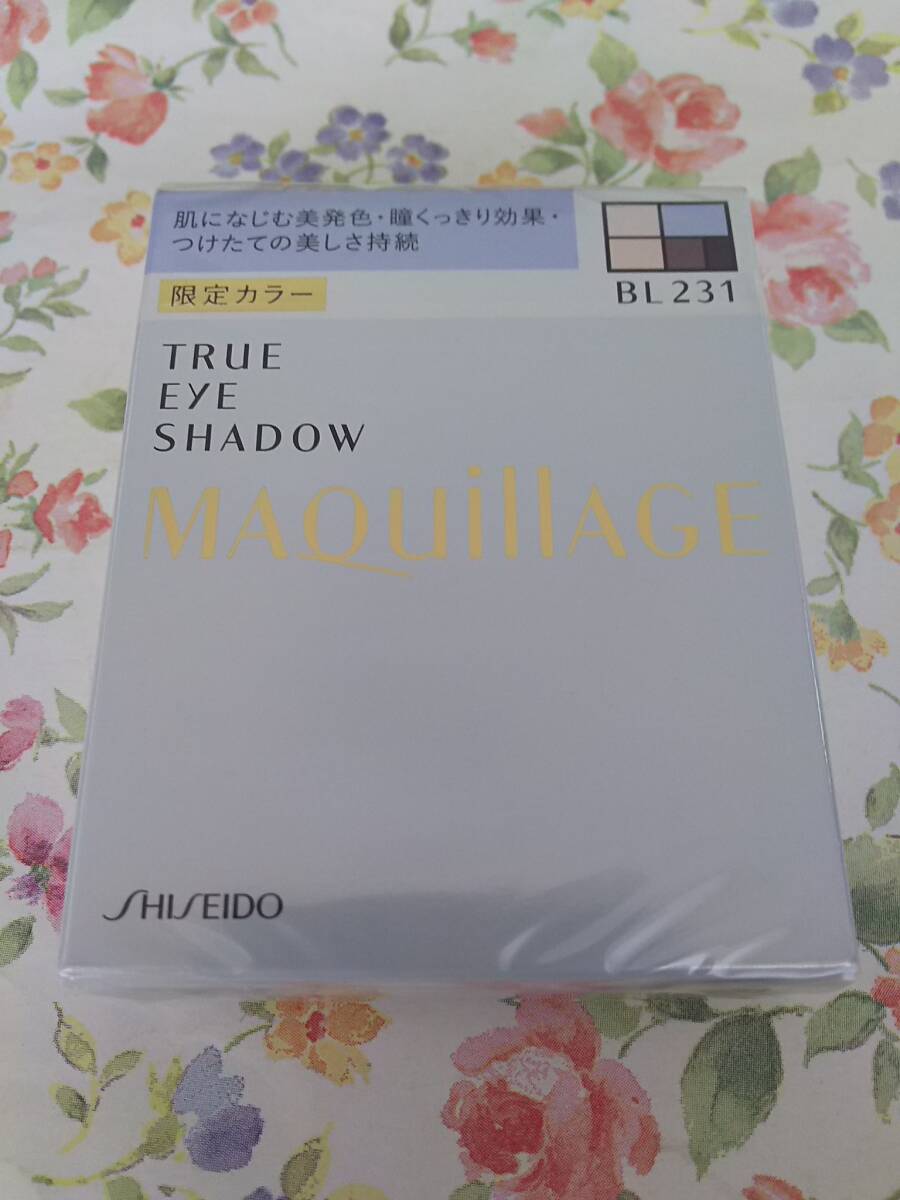 肌になじむ美発色・瞳くっきり効果・
つけたての美しさ持続
限定カラー
BL231
TRUE
EYE
SHADOW
MAQuillAGE
SHISEIDO